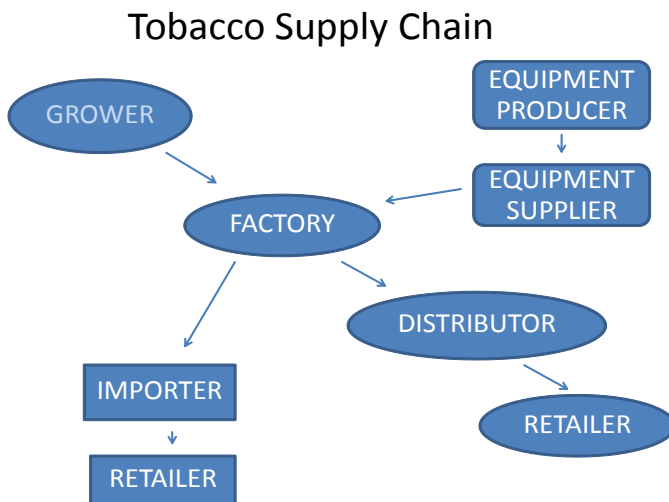 Tobacco Supply Chain
GROWER
EQUIPMENT
PRODUCER
EQUIPMENT
SUPPLIER
FACTORY
DISTRIBUTOR
IMPORTER
RETAILER
RETAILER